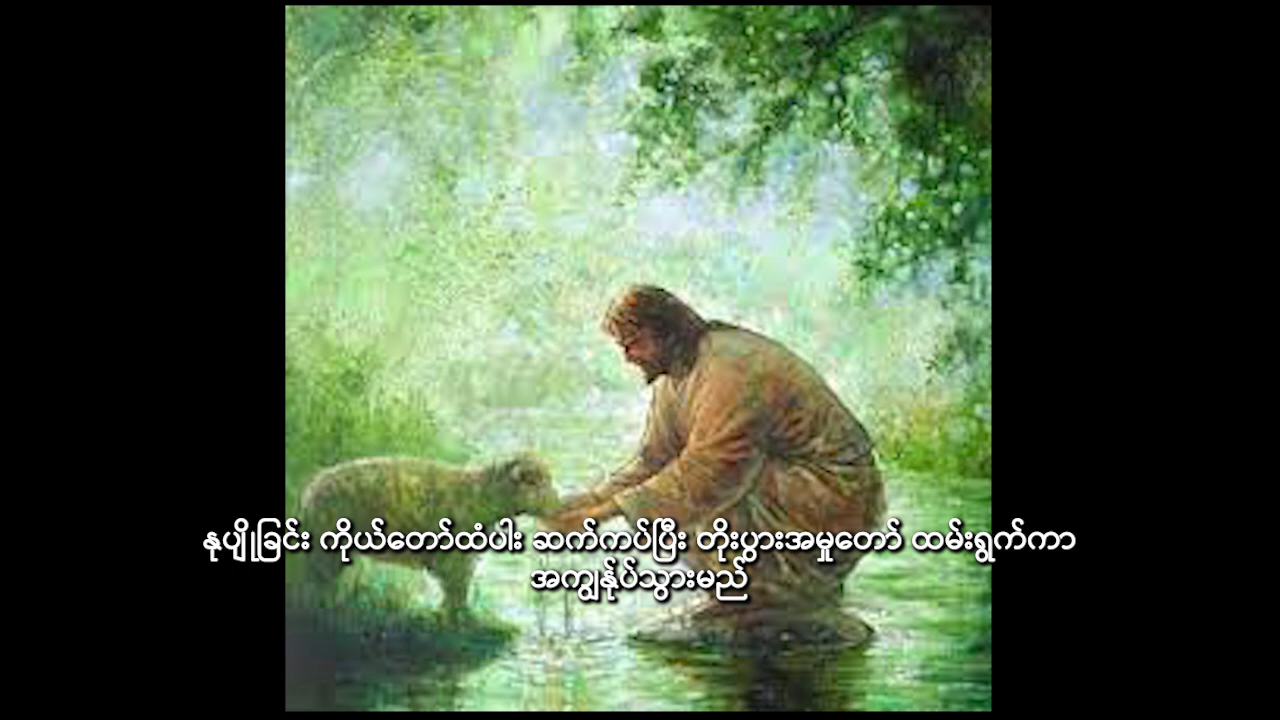 နုပျိုခြင်း ကိုယ်တော်ထံပါး ဆက်ကပ်ပြီး တိုးပွားအမှုတော် ထမ်းရွက်ကာ
အကျွန်ုပ်သွားမည်